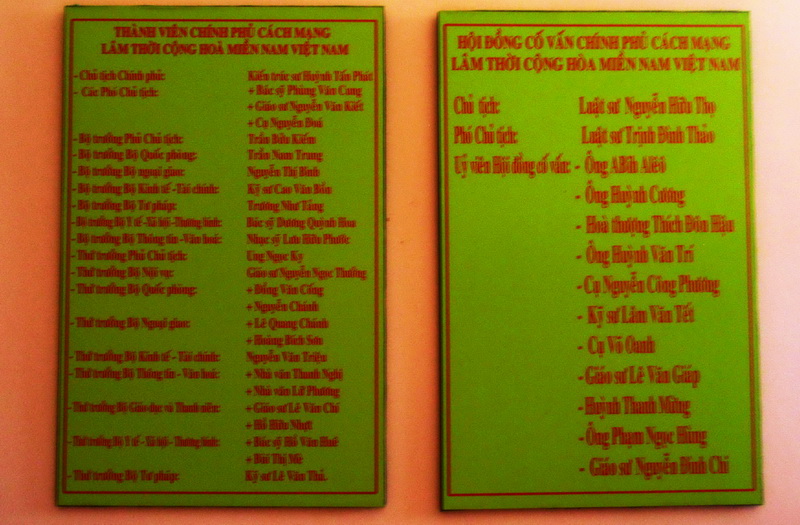 THÀNH VIÊN CHÍNH PHỦ CÁCH MẠNG
LÂM THỜI CỘNG HOÀ MIỀN NAM VIỆT NAM
- Chủ tịch Chính phủ: Kiến trúc sư Huỳnh Tấn Phát
- Các Phó Chủ tịch: + Bác sỹ Phùng Văn Cung
+ Giáo sư Nguyễn Văn Kiết
+ Cụ Nguyễn Đoá
- Bộ trưởng Phủ Chủ tịch: Trần Bửu Kiếm
- Bộ trưởng Bộ Quốc phòng: Trần Nam Trung
- Bộ trưởng Bộ ngoại giao: Nguyễn Thị Bình
- Bộ trưởng Bộ Kinh tế - Tài chính: Kỹ sư Cao Văn Bổn
- Bộ trưởng Bộ Tư pháp: Trương Như Tảng
- Bộ trưởng Bộ Y tế - Xã hội - Thương binh: Bác sỹ Dương Quỳnh Hoa
- Bộ trưởng Bộ Thông tin - Văn hoá: Nhạc sỹ Lưu Hữu Phước
- Thứ trưởng Phủ Chủ tịch: Ung Ngọc Kỵ
- Thứ trưởng Bộ Nội vụ: Giáo sư Nguyễn Ngọc Thưởng
- Thứ trưởng Bộ Quốc phòng: + Đồng Văn Cống
+ Nguyễn Chánh
- Thứ trưởng Bộ Ngoại giao: + Lê Quang Chánh
+ Hoàng Bích Sơn
- Thứ trưởng Bộ Kinh tế - Tài chính: Nguyễn Văn Triệu
- Thứ trưởng Bộ Thông tin - Văn hoá: + Nhà văn Thanh Nghị
+ Nhà văn Lữ Phương
- Thứ trưởng Bộ Giáo dục và Thanh niên: + Giáo sư Lê Văn Chí
+ Hồ Hữu Nhựt
- Thứ trưởng Bộ Y tế - Xã hội - Thương binh: + Bác sỹ Hồ Văn Huê
+ Bùi Thị Mè
- Thứ trưởng Bộ Tư pháp: Kỹ sư Lê Văn Thả.
HỘI ĐỒNG CỐ VẤN CHÍNH PHỦ CÁCH MẠNG
LÂM THỜI CỘNG HÒA MIỀN NAM VIỆT NAM
Chủ tịch: Luật sư Nguyễn Hữu Thọ
Phó Chủ tịch: Luật sư Trịnh Đình Thảo
Uỷ viên Hội đồng cố vấn: - Ông
- Ông Huỳnh Cương
- Hoà thượng Thích Đôn Hậu
- Ông Huỳnh Văn Trí
- Cụ Nguyễn Công Phương
- Kỹ sư Lâm Văn Tết
- Cụ Võ Oanh
- Giáo sư Lê Văn Giáp
- Huỳnh Thanh Mừng
- Ông Phạm Ngọc Hùng
- Giáo sư Nguyễn Đình Chi